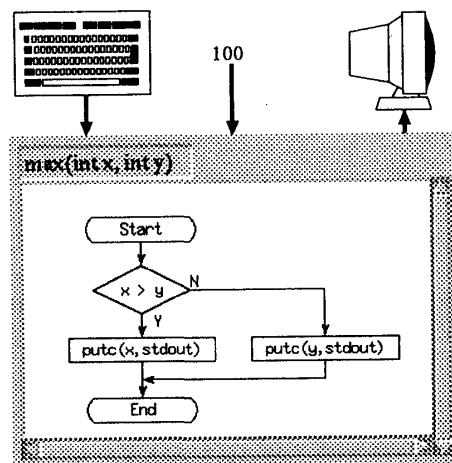 100
max(int x, int y)
Start
x > y
N
Y
putc(x,stdout)
putc(y,stdout)
End